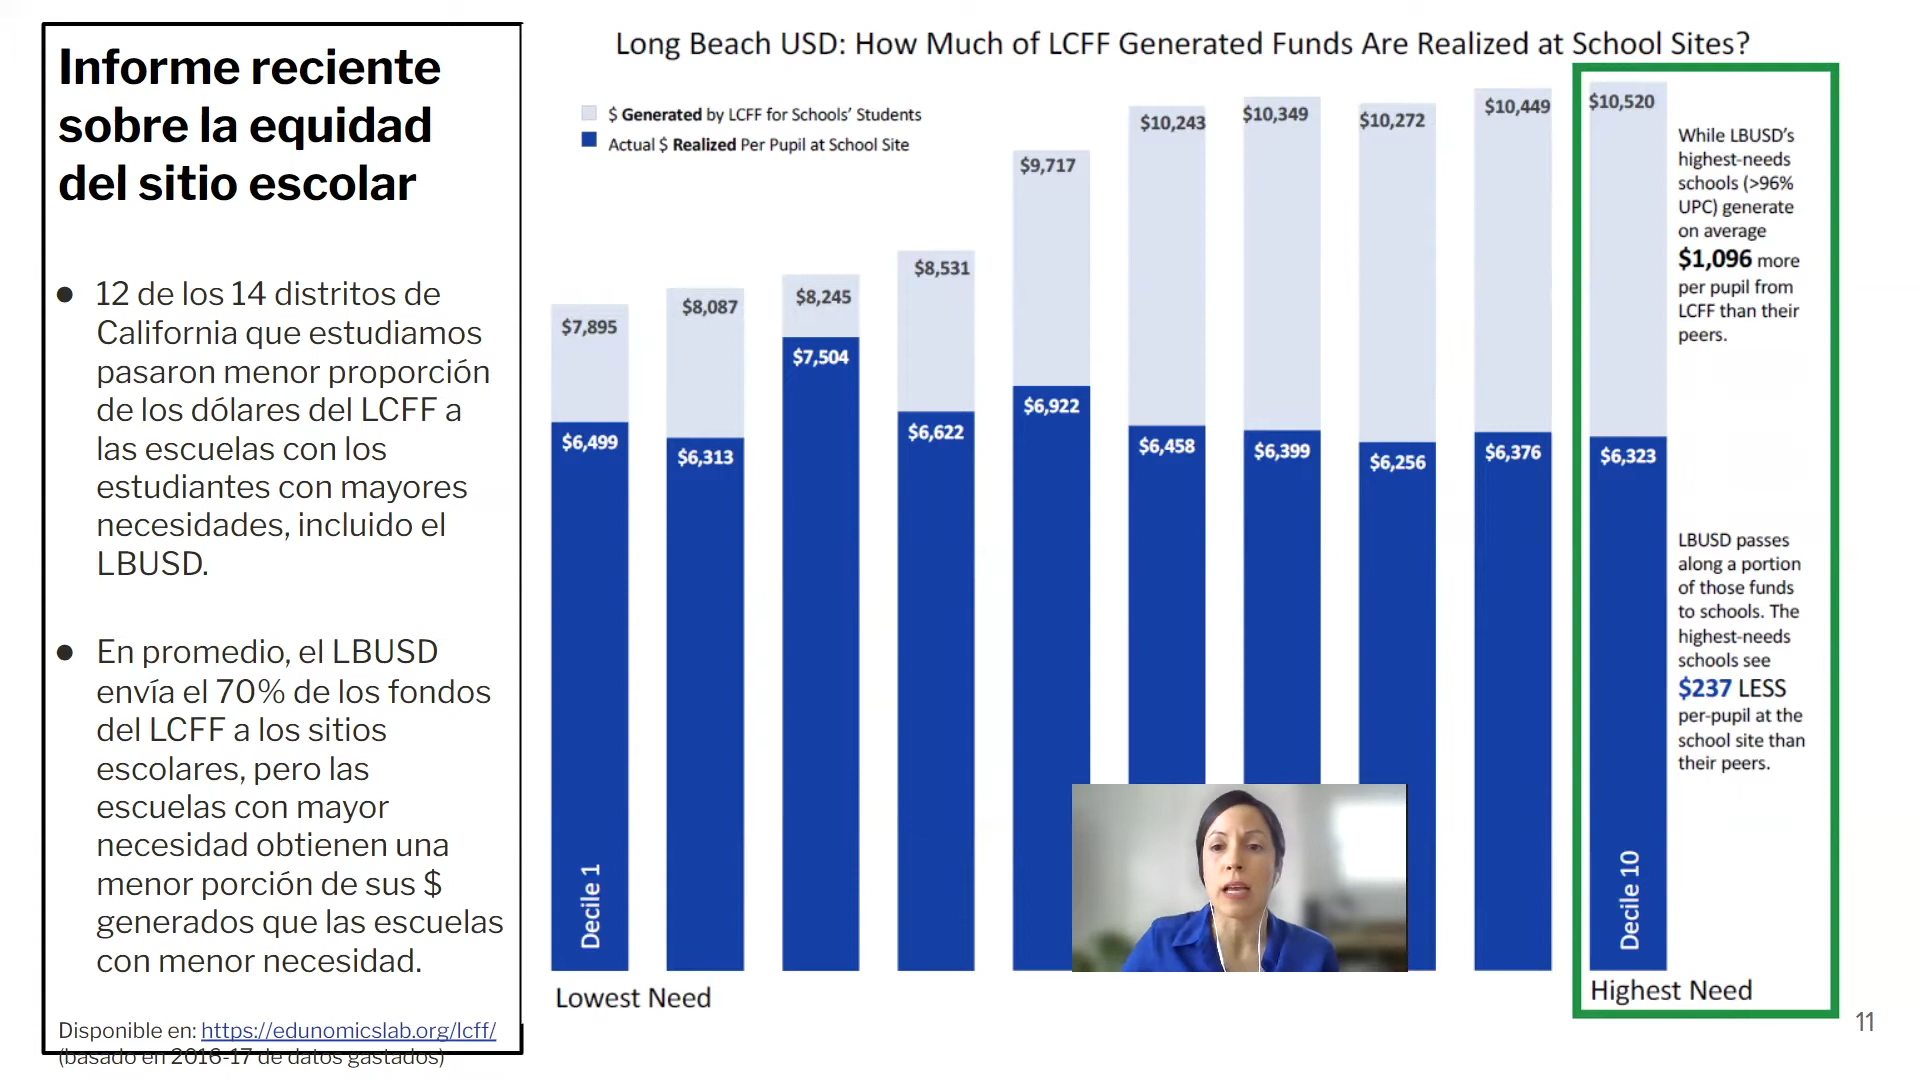 Informe reciente
sobre la equidad
del sitio escolar
● 12 de los 14 distritos de
California que estudiamos
pasaron menor proporción
de los dólares del LCFF a
las escuelas con los
estudiantes con mayores
necesidades, incluido el
LBUSD.
● En promedio, el LBUSD
envía el 70% de los fondos
del LCFF a los sitios
escolares, pero las
escuelas con mayor
necesidad obtienen una
menor porción de sus $
generados que las escuelas
con menor necesidad.
Disponible en: https://edunomicslab.org/lcff/
(basado en 2016-17 de datos gastados)
Long Beach USD: How Much of LCFF Generated Funds Are Realized at School Sites?
$ Generated by LCFF for Schools’ Students
Actual $ Realized Per Pupil at School Site
$7,895
$8,087
$8,245
$8,531
$9,717
$10,243
$10,349
$10,272
$10,449
$10,520
$6,499
$6,313
$7,504
$6,622
$6,922
$6,458
$6,399
$6,256
$6,376
$6,323
Decile 1
Decile 10
Lowest Need
Highest Need
While LBUSD’s
highest-needs
schools (>96%
UPC) generate
on average
$1,096 more
per pupil from
LCFF than their
peers.
LBUSD passes
along a portion
of those funds
to schools. The
highest-needs
schools see
$237 LESS
per-pupil at the
school site than
their peers.
11